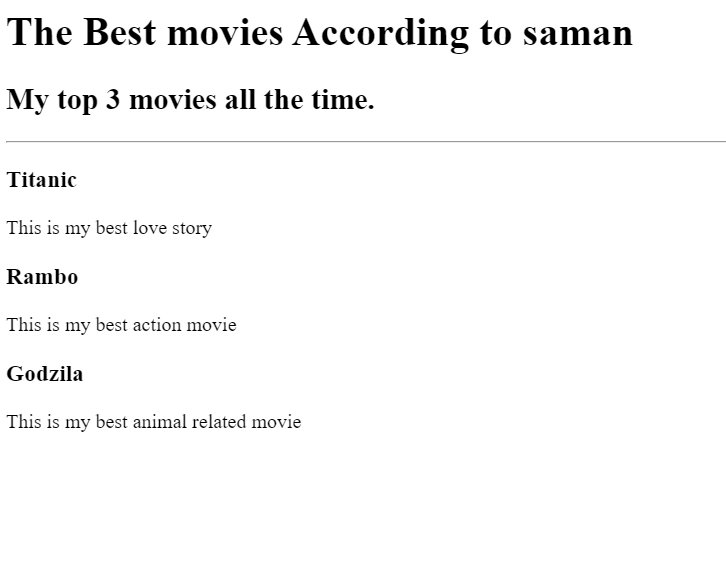 The Best movies According to saman
My top 3 movies all the time.
Titanic
This is my best love story
Rambo
This is my best action movie
Godzila
This is my best animal related movie